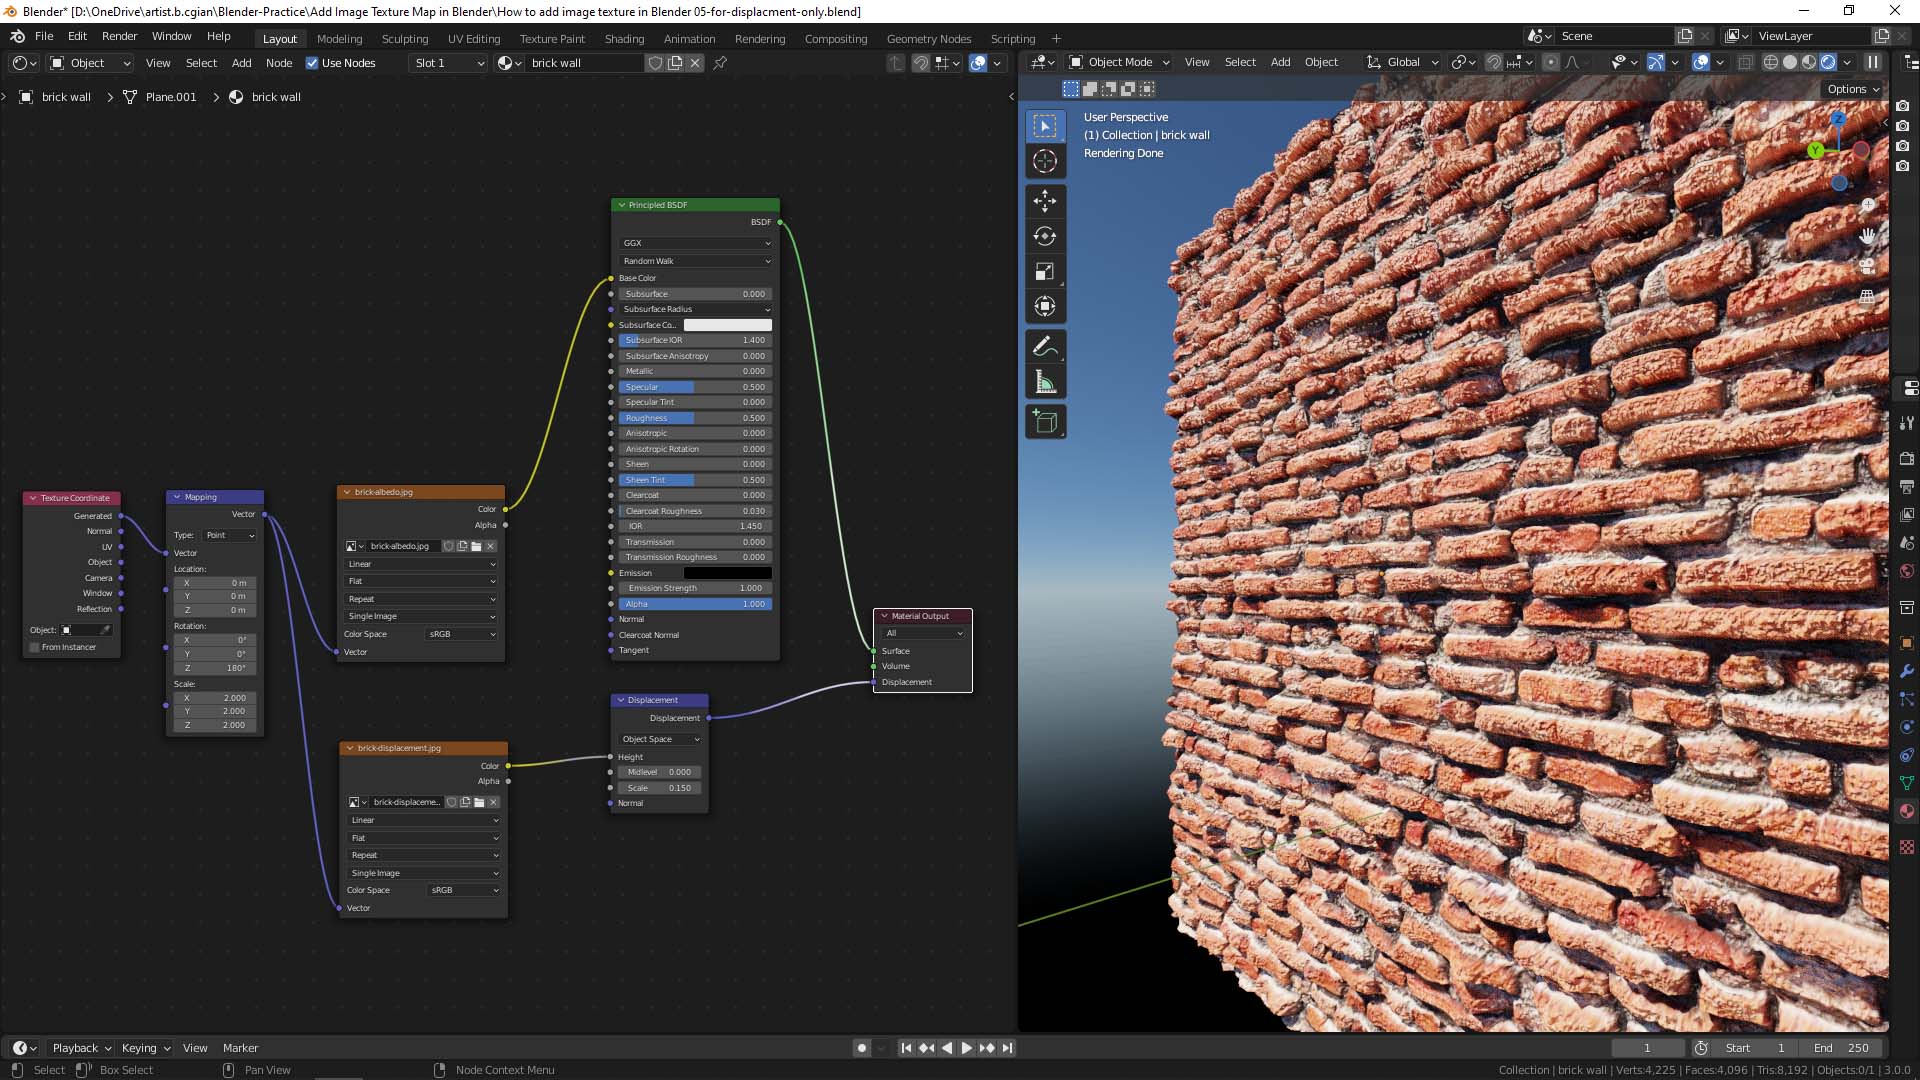 Blender* [D:\OneDrive\artist.b.cgian\Blender-Practice\Add Image Texture Map in Blender\How to add image texture in Blender 05-for-displacment-only.blend]
File Edit Render Window Help Layout Modeling Sculpting UV Editing Texture Paint Shading Animation Rendering Compositing Geometry Nodes Scripting + Scene ViewLayer
Object View Select Add Node Use Nodes Slot 1 brick wall
Object Mode View Select Add Object Global
brick wall > Plane.001 > brick wall
Options
User Perspective
(1) Collection | brick wall
Rendering Done
Z
Y
Principled BSDF
BSDF
GGX
Random Walk
Base Color
Subsurface 0.000
Subsurface Radius
Subsurface Co..
Subsurface IOR 1.400
Subsurface Anisotropy 0.000
Metallic 0.000
Specular 0.500
Specular Tint 0.000
Roughness 0.500
Anisotropic 0.000
Anisotropic Rotation 0.000
Sheen 0.000
Sheen Tint 0.500
Clearcoat 0.000
Clearcoat Roughness 0.030
IOR 1.450
Transmission 0.000
Transmission Roughness 0.000
Emission
Emission Strength 1.000
Alpha 1.000
Normal
Clearcoat Normal
Tangent
Texture Coordinate
Generated
Normal
UV
Object
Camera
Window
Reflection
Object:
From Instancer
Mapping
Vector
Type: Point
Vector
Location:
X 0 m
Y 0 m
Z 0 m
Rotation:
X 0°
Y 0°
Z 180°
Scale:
X 2.000
Y 2.000
Z 2.000
brick-albedo.jpg
Color
Alpha
brick-albedo.jpg
Linear
Flat
Repeat
Single Image
Color Space sRGB
Vector
Material Output
All
Surface
Volume
Displacement
Displacement
Displacement
Object Space
Height
Midlevel 0.000
Scale 0.150
Normal
brick-displacement.jpg
Color
Alpha
brick-displaceme..
Linear
Flat
Repeat
Single Image
Color Space sRGB
Vector
Playback Keying View Marker 1 Start 1 End 250
Select Box Select Pan View Node Context Menu Collection | brick wall | Verts:4,225 | Faces:4,096 | Tris:8,192 | Objects:0/1 | 3.0.0